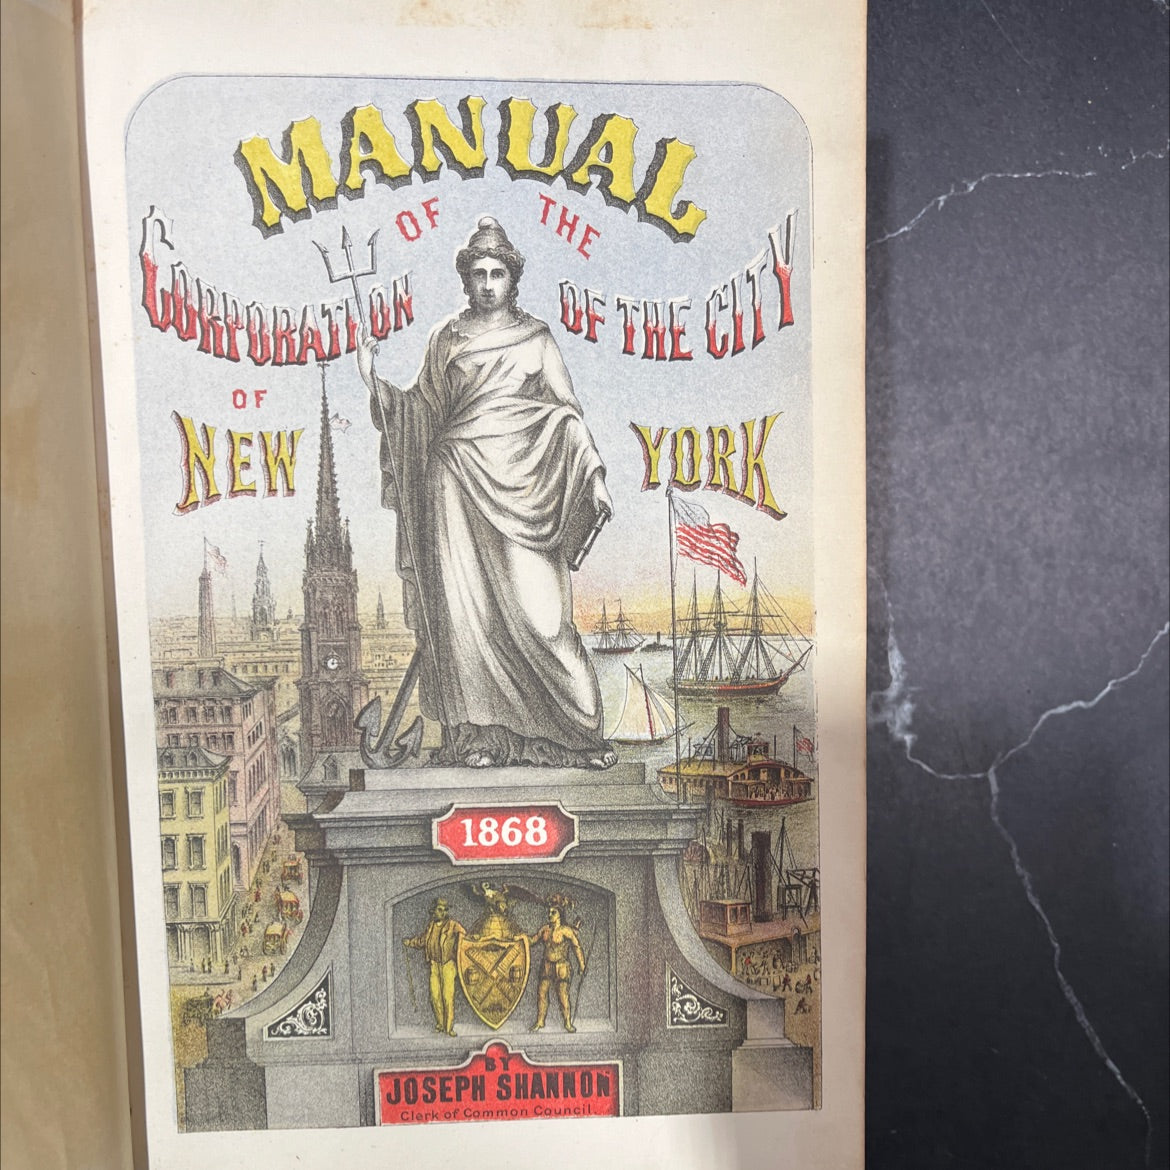 MANUAL
OF THE
CORPORATION OF THE CITY
OF
NEW YORK
1868
BY
JOSEPH SHANNON
Clerk of Common Council.